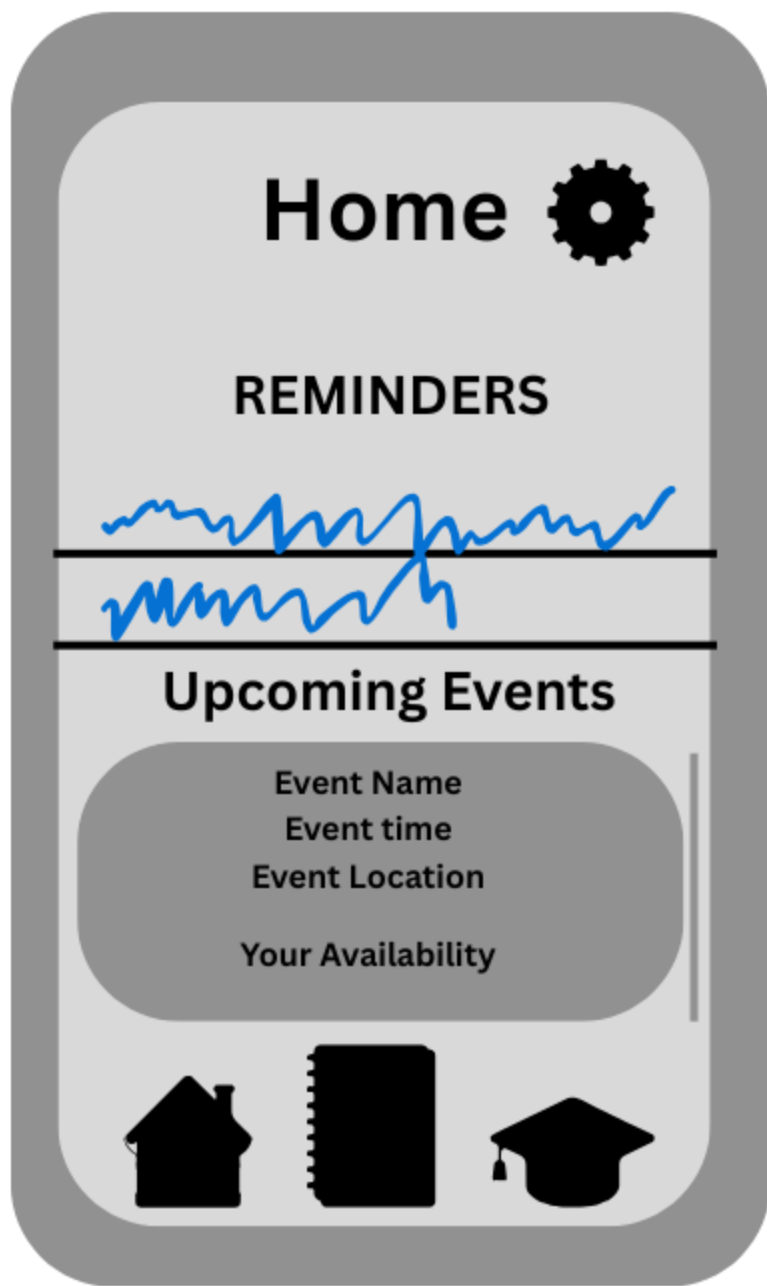 Home
REMINDERS
Upcoming Events
Event Name
Event time
Event Location
Your Availability